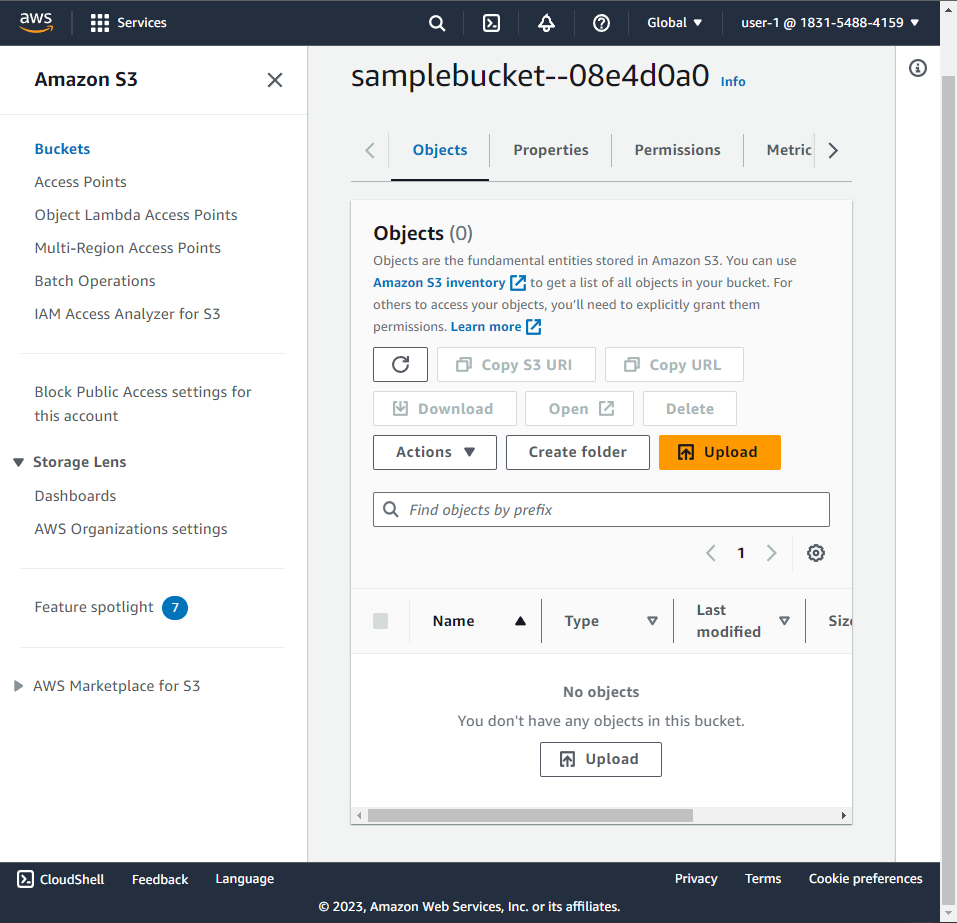 aws
Services
Global
user-1 @ 1831-5488-4159
Amazon S3
Buckets
Access Points
Object Lambda Access Points
Multi-Region Access Points
Batch Operations
IAM Access Analyzer for S3
Block Public Access settings for
this account
Storage Lens
Dashboards
AWS Organizations settings
Feature spotlight 7
AWS Marketplace for S3
samplebucket--08e4d0a0 Info
Objects
Properties
Permissions
Metric
Objects (0)
Objects are the fundamental entities stored in Amazon S3. You can use
Amazon S3 inventory to get a list of all objects in your bucket. For
others to access your objects, you'll need to explicitly grant them
permissions. Learn more
Copy S3 URI
Copy URL
Download
Open
Delete
Actions
Create folder
Upload
Find objects by prefix
1
Name
Type
Last
modified
Size
No objects
You don't have any objects in this bucket.
Upload
CloudShell
Feedback
Language
Privacy
Terms
Cookie preferences
© 2023, Amazon Web Services, Inc. or its affiliates.